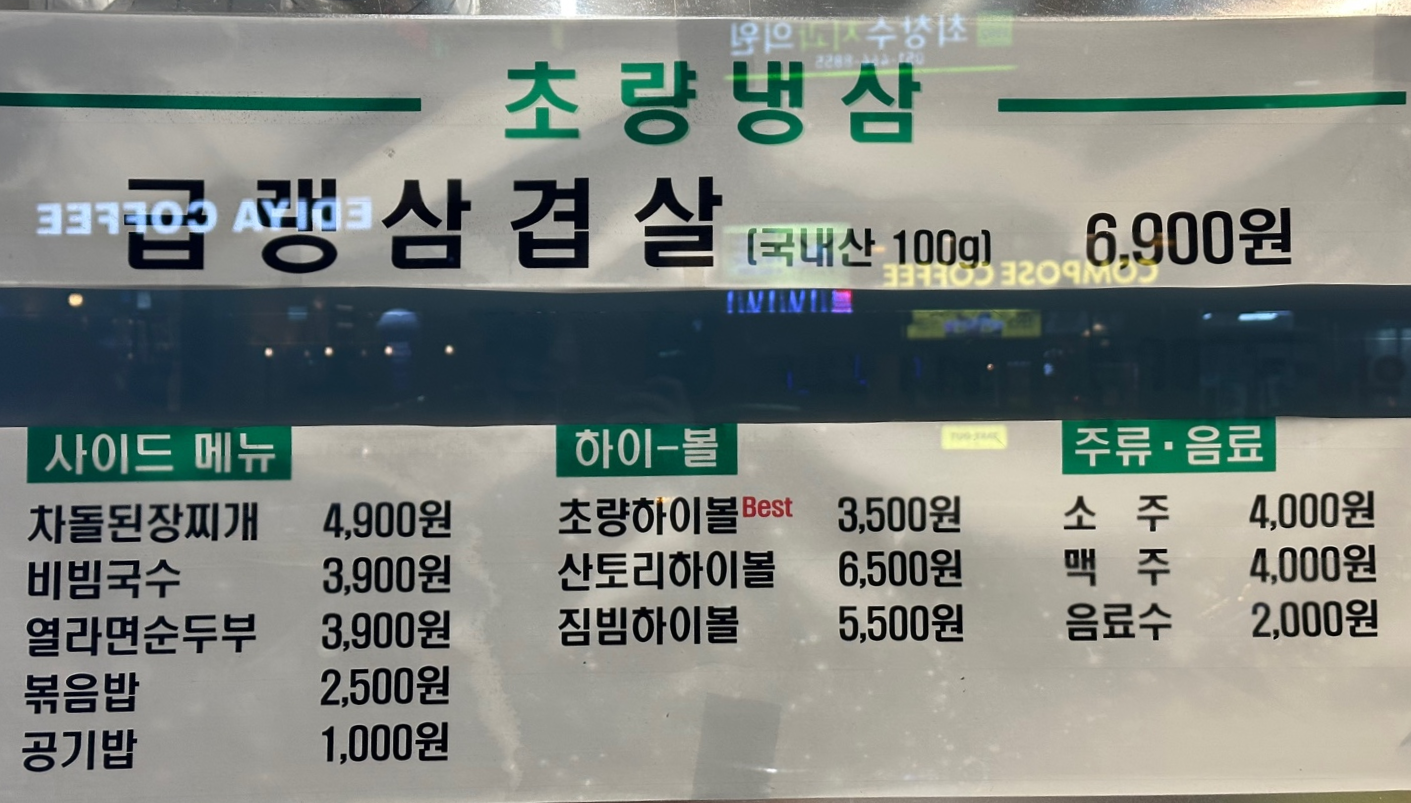 최창수치과의원
초량냉삼
급랭삼겹살 (국내산 100g) 6,900원
EDIYA COFFEE
COMPOSE COFFEE
사이드 메뉴
차돌된장찌개 4,900원
비빔국수 3,900원
열라면순두부 3,900원
볶음밥 2,500원
공기밥 1,000원
하이-볼
초량하이볼 Best 3,500원
산토리하이볼 6,500원
짐빔하이볼 5,500원
주류·음료
소 주 4,000원
맥 주 4,000원
음료수 2,000원